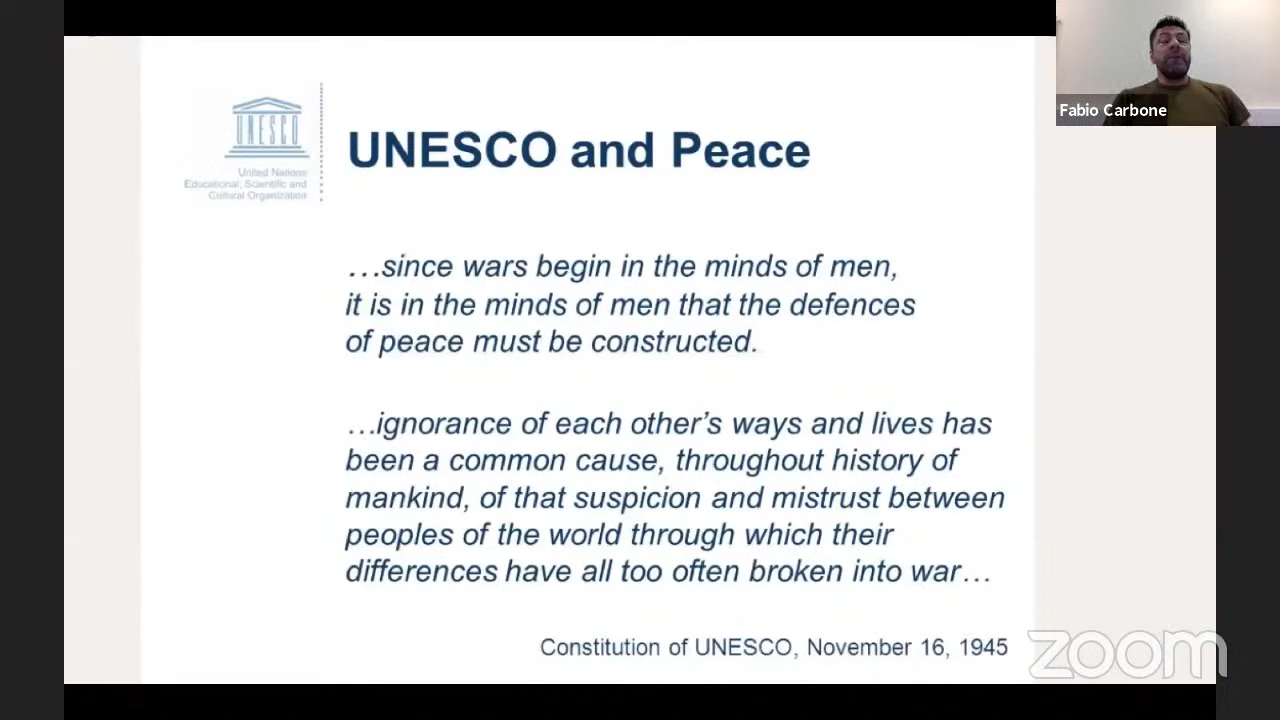 Fabio Carbone
UNESCO
United Nations
Educational, Scientific and
Cultural Organization
UNESCO and Peace
…since wars begin in the minds of men,
it is in the minds of men that the defences
of peace must be constructed.
…ignorance of each other’s ways and lives has
been a common cause, throughout history of
mankind, of that suspicion and mistrust between
peoples of the world through which their
differences have all too often broken into war…
Constitution of UNESCO, November 16, 1945
zoom